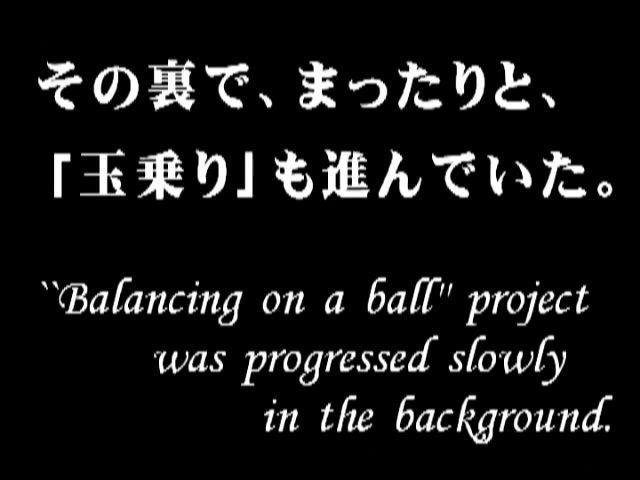 その裏で、まったりと、
「玉乗り」も進んでいた。
``Balancing on a ball" project
was progressed slowly
in the background.